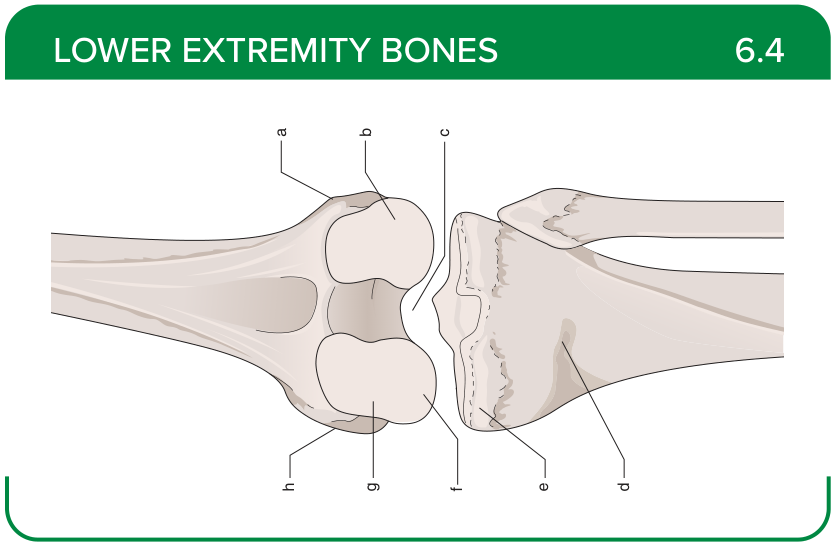 LOWER EXTREMITY BONES 6.4
a b c
h g f e d